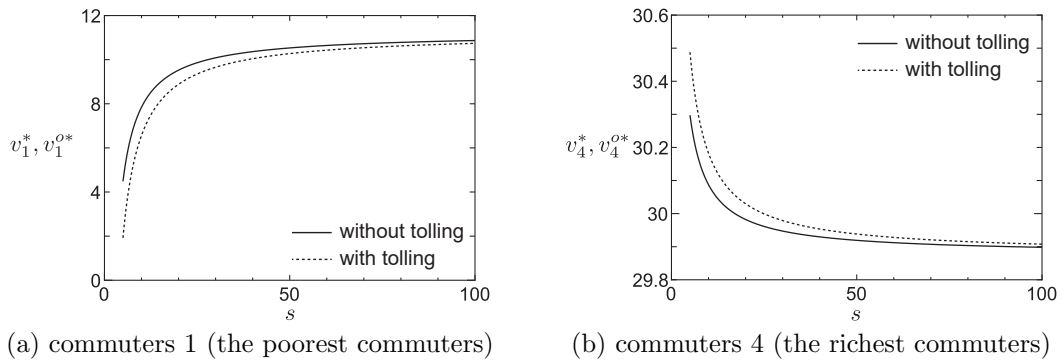 12
8
4
0
v_1^*, v_1^{o*}
without tolling
with tolling
0 50 100
s
(a) commuters 1 (the poorest commuters)
30.6
30.4
30.2
30
29.8
v_4^*, v_4^{o*}
without tolling
with tolling
0 50 100
s
(b) commuters 4 (the richest commuters)